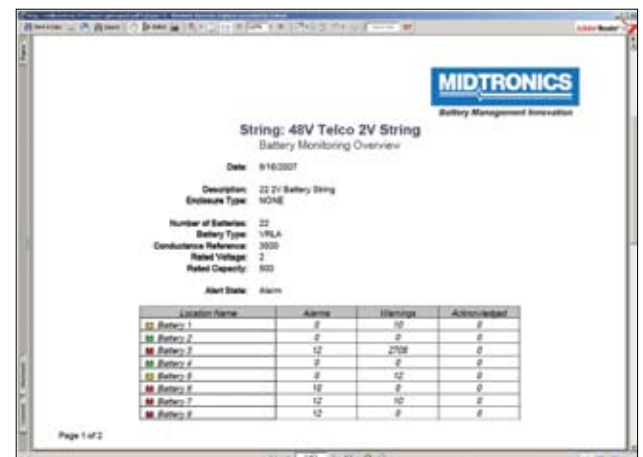 Adobe Reader
MIDTRONICS
Battery Management Innovation
String: 48V Telco 2V String
Battery Monitoring Overview
Date: 9/16/2007
Description: 22 2V Battery String
Enclosure Type: NONE
Number of Batteries: 22
Battery Type: VRLA
Conductance Reference: 3500
Rated Voltage: 2
Rated Capacity: 500
Alert State: Alarm
Location Name Alarms Warnings Acknowledged
Battery 1 0 10 0
Battery 2 0 0 0
Battery 3 12 2708 0
Battery 4 0 0 0
Battery 5 0 12 0
Battery 6 10 0 0
Battery 7 12 10 0
Battery 8 12 0 0
Page 1 of 2